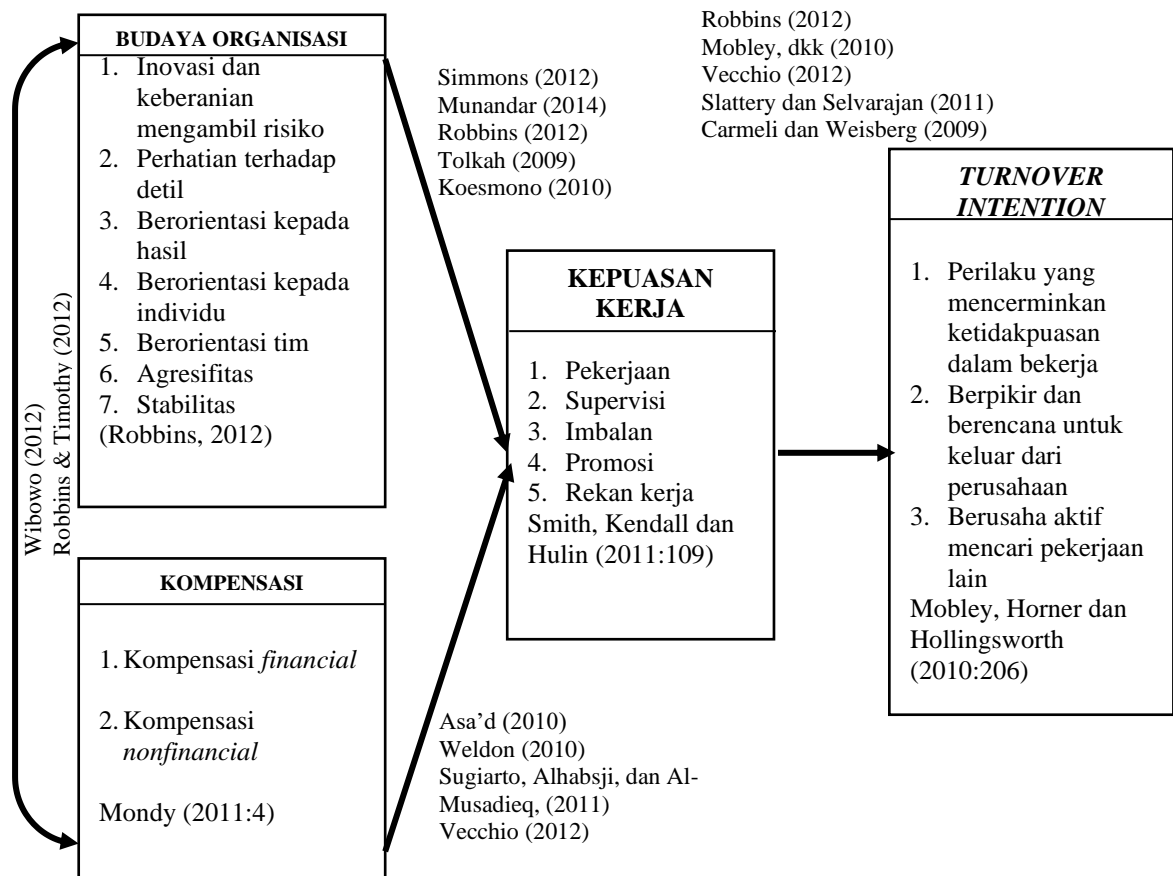 BUDAYA ORGANISASI
1. Inovasi dan
keberanian
mengambil risiko
2. Perhatian terhadap
detil
3. Berorientasi kepada
hasil
4. Berorientasi kepada
individu
5. Berorientasi tim
6. Agresifitas
7. Stabilitas
(Robbins, 2012)
Wibowo (2012)
Robbins & Timothy (2012)
KOMPENSASI
1. Kompensasi financial
2. Kompensasi
nonfinancial
Mondy (2011:4)
Simmons (2012)
Munandar (2014)
Robbins (2012)
Tolkah (2009)
Koesmono (2010)
Asa’d (2010)
Weldon (2010)
Sugiarto, Alhabsji, dan Al-
Musadieq, (2011)
Vecchio (2012)
KEPUASAN
KERJA
1. Pekerjaan
2. Supervisi
3. Imbalan
4. Promosi
5. Rekan kerja
Smith, Kendall dan
Hulin (2011:109)
Robbins (2012)
Mobley, dkk (2010)
Vecchio (2012)
Slattery dan Selvarajan (2011)
Carmeli dan Weisberg (2009)
TURNOVER
INTENTION
1. Perilaku yang
mencerminkan
ketidakpuasan
dalam bekerja
2. Berpikir dan
berencana untuk
keluar dari
perusahaan
3. Berusaha aktif
mencari pekerjaan
lain
Mobley, Horner dan
Hollingsworth
(2010:206)